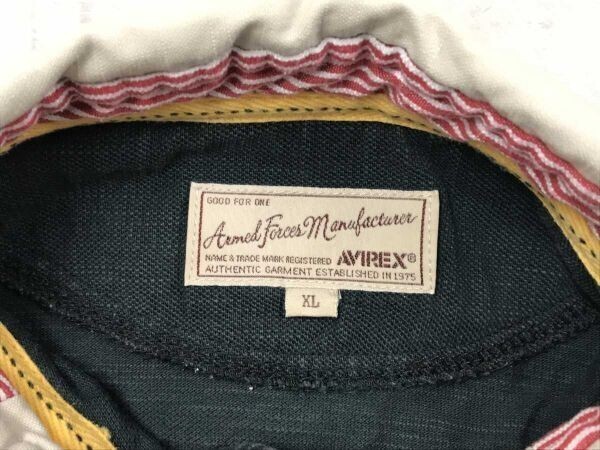 GOOD FOR ONE
Armed Forces Manufacturer
NAME & TRADE MARK REGISTERED AVIREX®
AUTHENTIC GARMENT ESTABLISHED IN 1975
XL